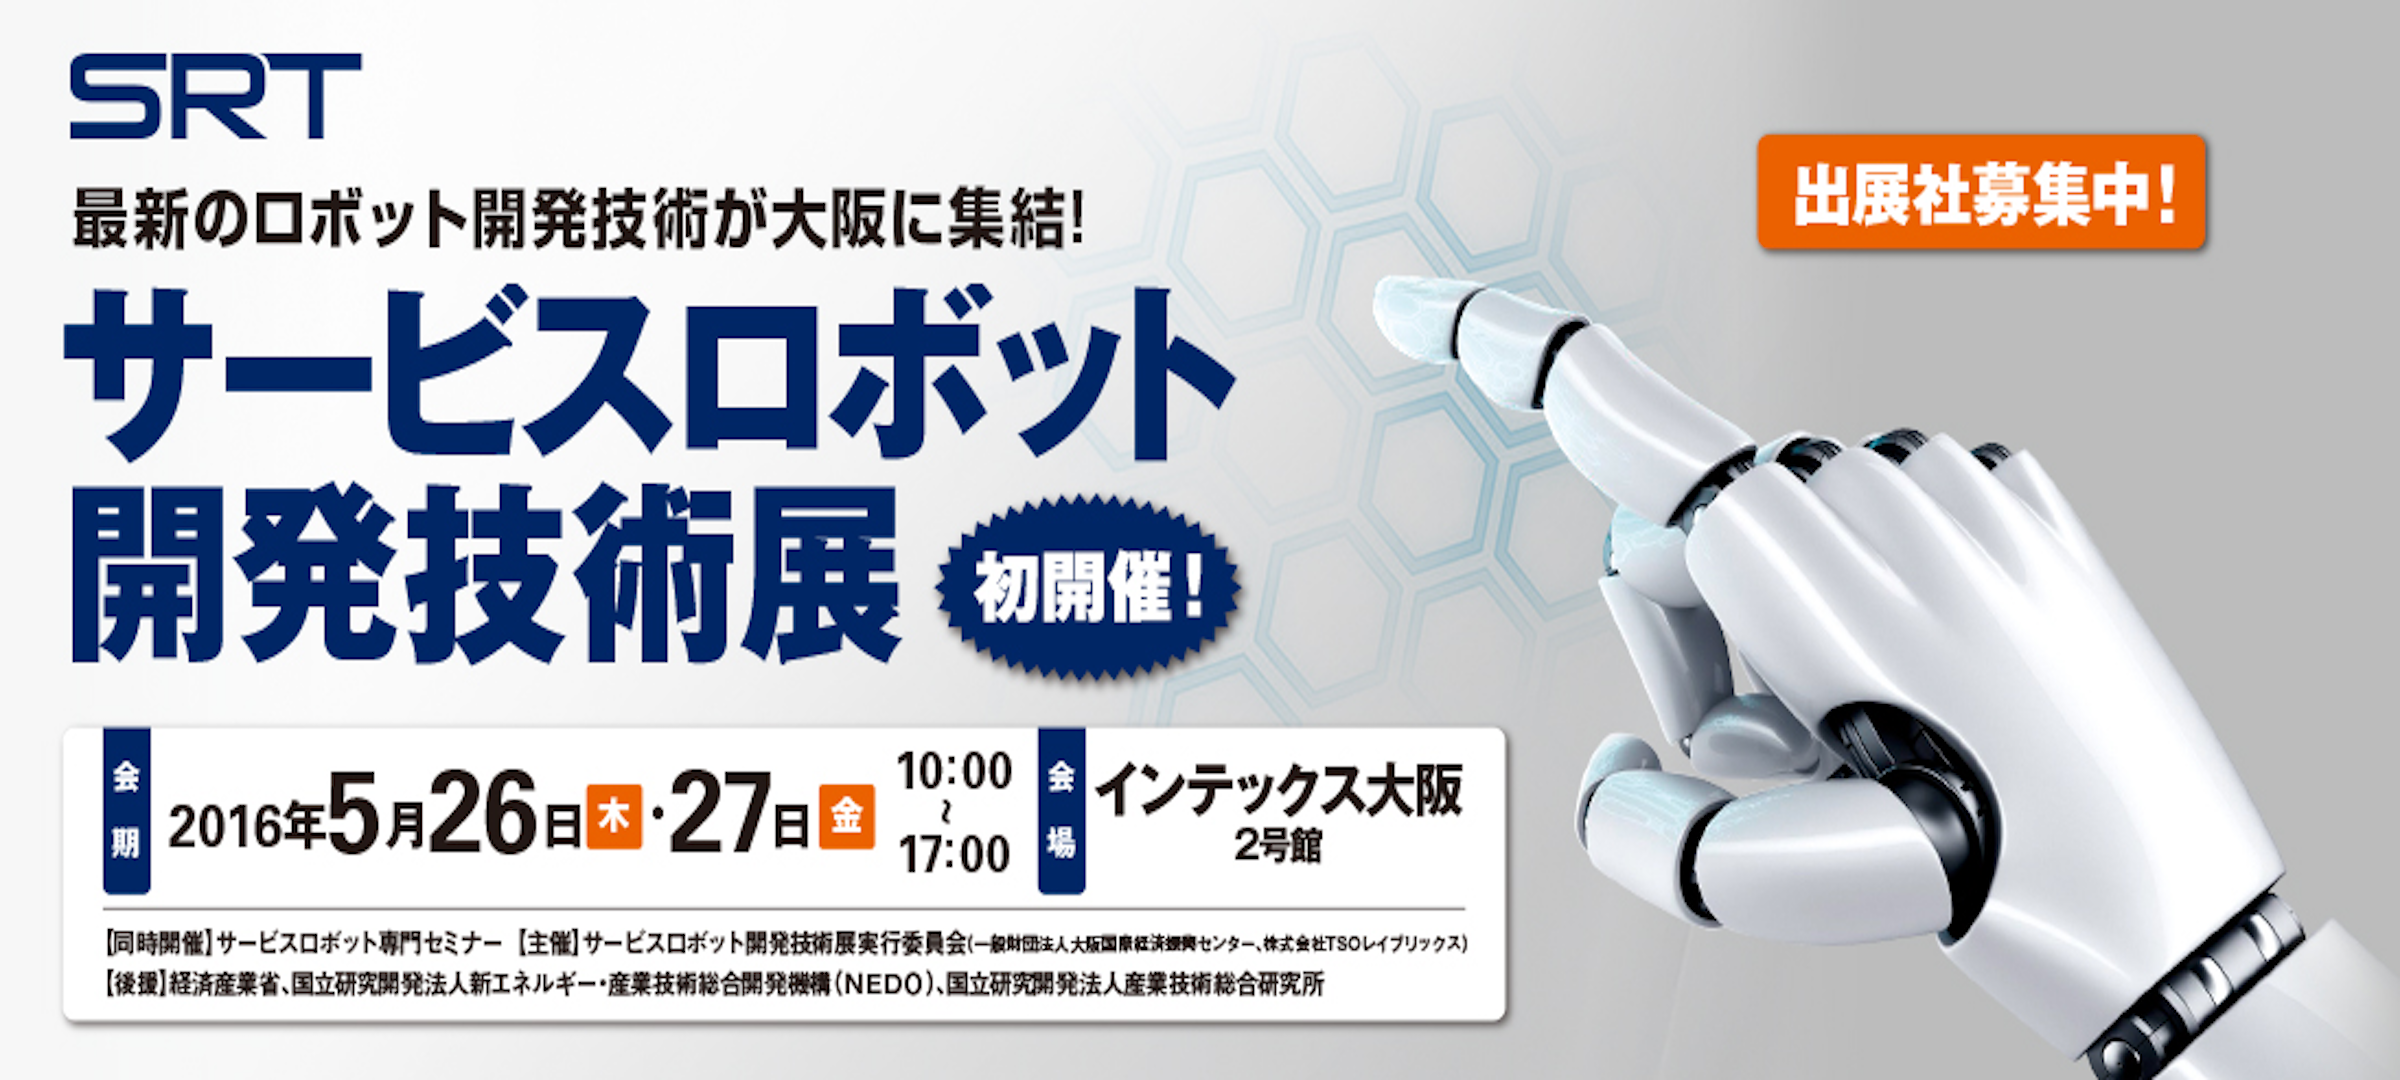 SRT
最新のロボット開発技術が大阪に集結!
出展社募集中!
サービスロボット
開発技術展
初開催!
会期
2016年5月26日木・27日金
10:00
~
17:00
会場
インテックス大阪
2号館
【同時開催】サービスロボット専門セミナー 【主催】サービスロボット開発技術展実行委員会(一般財団法人大阪国際経済振興センター、株式会社TSOレイブリックス)
【後援】経済産業省、国立研究開発法人新エネルギー・産業技術総合開発機構(NEDO)、国立研究開発法人産業技術総合研究所